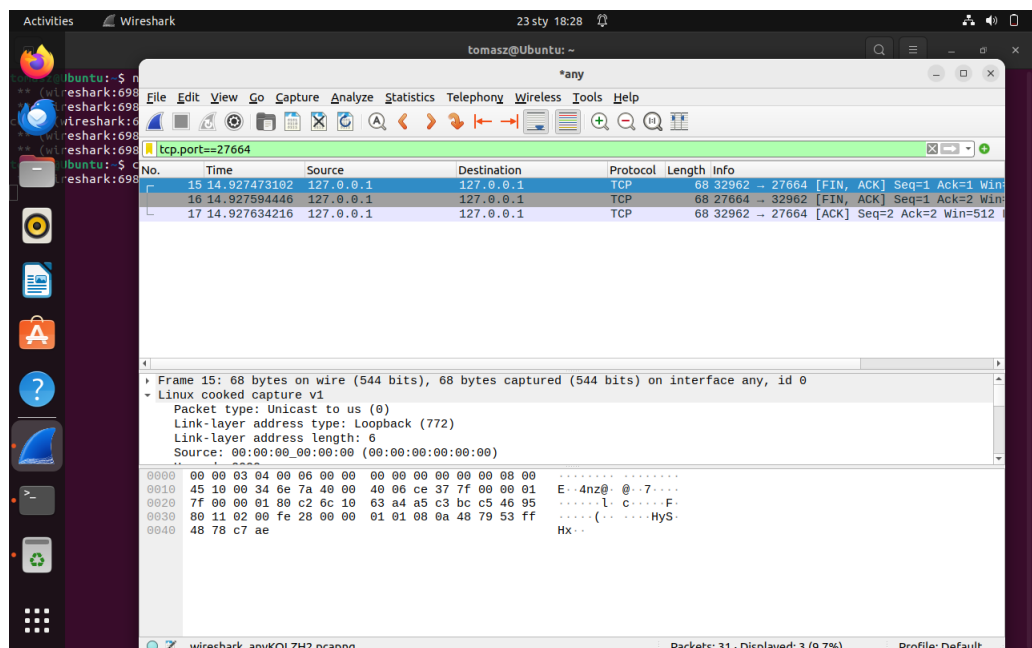 Activities Wireshark 23 sty 18:28
tomasz@Ubuntu: ~
*any
File Edit View Go Capture Analyze Statistics Telephony Wireless Tools Help
tcp.port==27664
No. Time Source Destination Protocol Length Info
15 14.927473102 127.0.0.1 127.0.0.1 TCP 68 32962 → 27664 [FIN, ACK] Seq=1 Ack=1 Win=
16 14.927594446 127.0.0.1 127.0.0.1 TCP 68 27664 → 32962 [FIN, ACK] Seq=1 Ack=2 Win=
17 14.927634216 127.0.0.1 127.0.0.1 TCP 68 32962 → 27664 [ACK] Seq=2 Ack=2 Win=512
Frame 15: 68 bytes on wire (544 bits), 68 bytes captured (544 bits) on interface any, id 0
Linux cooked capture v1
Packet type: Unicast to us (0)
Link-layer address type: Loopback (772)
Link-layer address length: 6
Source: 00:00:00_00:00:00 (00:00:00:00:00:00)
0000 00 00 03 04 00 06 00 00 00 00 00 00 00 00 08 00 ········ ········
0010 45 10 00 34 6e 7a 40 00 40 06 ce 37 7f 00 00 01 E··4nz@· @··7····
0020 7f 00 00 01 80 c2 6c 10 63 a4 a5 c3 bc c5 46 95 ······l· c·····F·
0030 80 11 02 00 fe 28 00 00 01 01 08 0a 48 79 53 ff ·····(·· ····HyS·
0040 48 78 c7 ae Hx··
Packets: 31 · Displayed: 3 (9.7%) Profile: Default